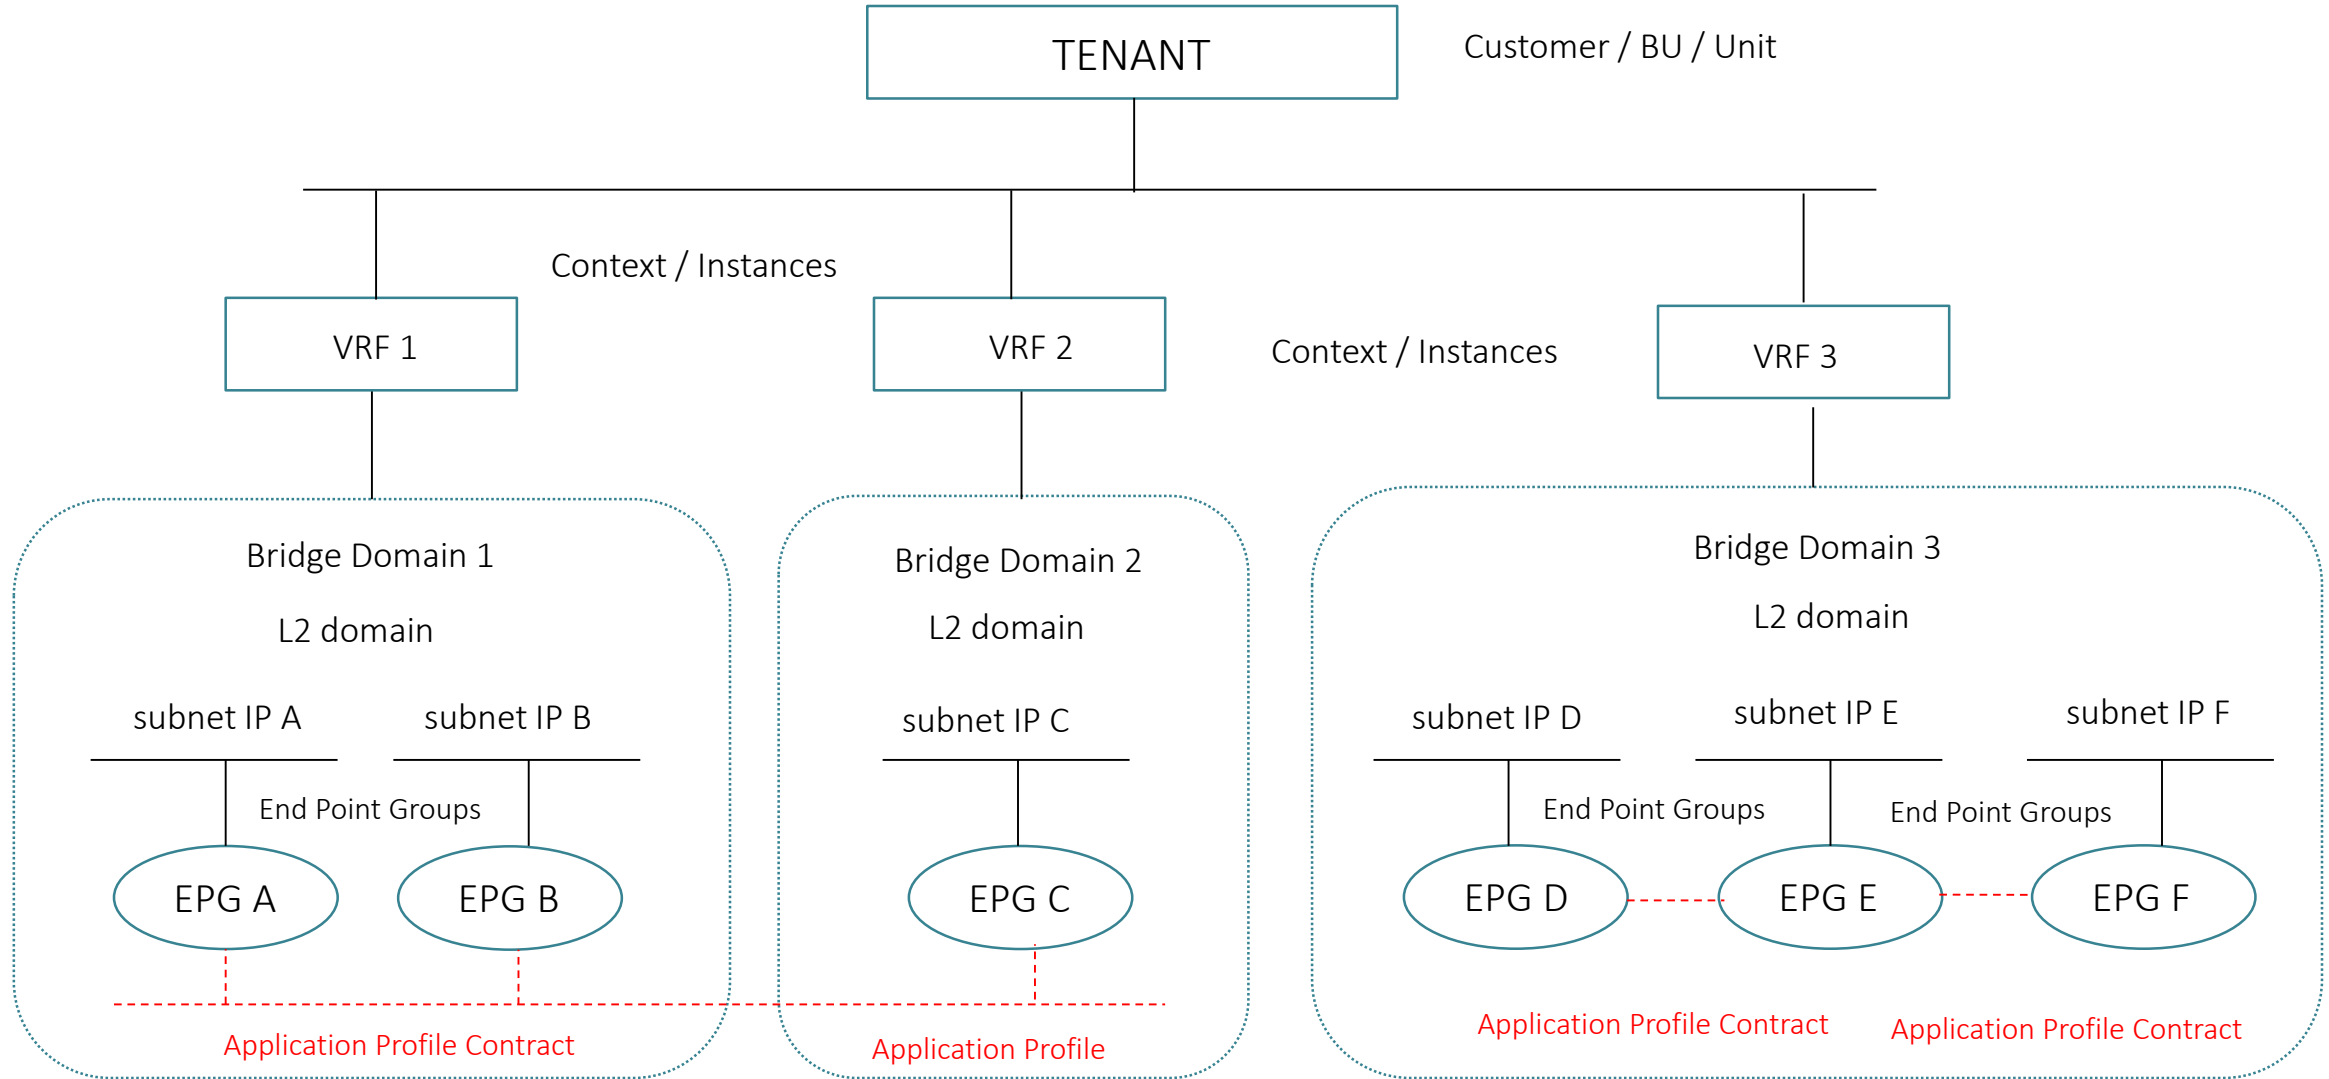 TENANT
Customer / BU / Unit
Context / Instances
VRF 1
VRF 2
Context / Instances
VRF 3
Bridge Domain 1
L2 domain
subnet IP A
subnet IP B
End Point Groups
EPG A
EPG B
Application Profile Contract
Bridge Domain 2
L2 domain
subnet IP C
EPG C
Application Profile
Bridge Domain 3
L2 domain
subnet IP D
subnet IP E
subnet IP F
End Point Groups
End Point Groups
EPG D
EPG E
EPG F
Application Profile Contract
Application Profile Contract